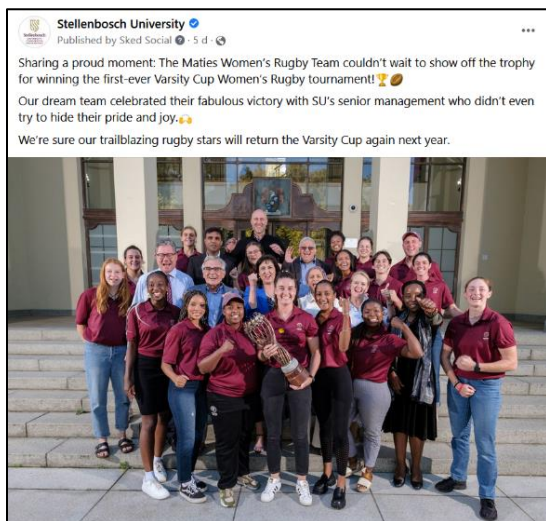 Stellenbosch University
Published by Sked Social · 5 d ·
Sharing a proud moment: The Maties Women's Rugby Team couldn't wait to show off the trophy
for winning the first-ever Varsity Cup Women's Rugby tournament!🏆🏉
Our dream team celebrated their fabulous victory with SU's senior management who didn't even
try to hide their pride and joy.🙌
We're sure our trailblazing rugby stars will return the Varsity Cup again next year.